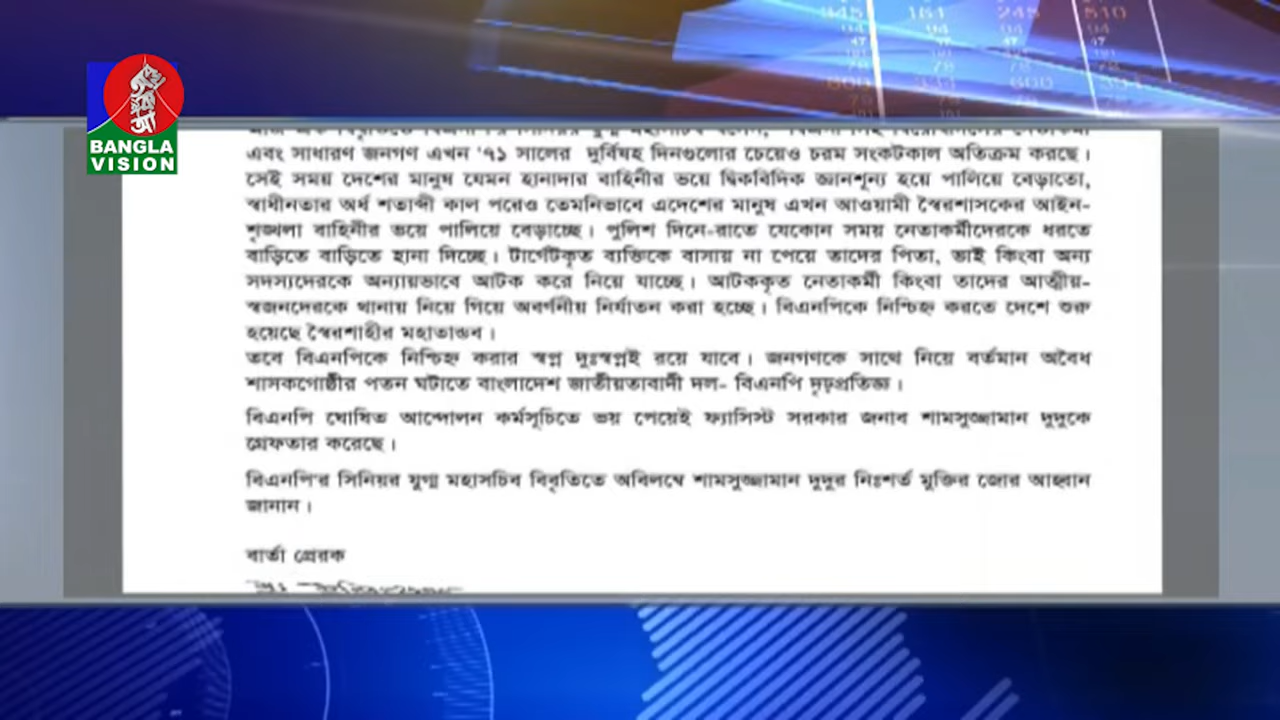 845 161 245 510
BANGLA
VISION
এবং সাধারণ জনগণ এখন '৭১ সালের দুর্বিষহ দিনগুলোর চেয়েও চরম সংকটকাল অতিক্রম করছে।
সেই সময় দেশের মানুষ যেমন হানাদার বাহিনীর ভয়ে দ্বিকবিদিক জ্ঞানশূন্য হয়ে পালিয়ে বেড়াতো,
স্বাধীনতার অর্ধ শতাব্দী কাল পরেও তেমনিভাবে এদেশের মানুষ এখন আওয়ামী স্বৈরশাসকের আইন-
শৃঙ্খলা বাহিনীর ভয়ে পালিয়ে বেড়াচ্ছে। পুলিশ দিনে-রাতে যেকোন সময় নেতাকর্মীদেরকে ধরতে
বাড়িতে বাড়িতে হানা দিচ্ছে। টার্গেটকৃত ব্যক্তিকে বাসায় না পেয়ে তাদের পিতা, ভাই কিংবা অন্য
সদস্যদেরকে অন্যায়ভাবে আটক করে নিয়ে যাচ্ছে। আটককৃত নেতাকর্মী কিংবা তাদের আত্মীয়-
স্বজনদেরকে থানায় নিয়ে গিয়ে অবর্ণনীয় নির্যাতন করা হচ্ছে। বিএনপিকে নিশ্চিহ্ন করতে দেশে শুরু
হয়েছে স্বৈরশাহীর মহাতান্ডব।
তবে বিএনপিকে নিশ্চিহ্ন করার স্বপ্ন দুঃস্বপ্নই রয়ে যাবে। জনগণকে সাথে নিয়ে বর্তমান অবৈধ
শাসকগোষ্ঠীর পতন ঘটাতে বাংলাদেশ জাতীয়তাবাদী দল- বিএনপি দৃঢ়প্রতিজ্ঞ।
বিএনপি ঘোষিত আন্দোলন কর্মসূচিতে ভয় পেয়েই ফ্যাসিস্ট সরকার জনাব শামসুজ্জামান দুদুকে
গ্রেফতার করেছে।
বিএনপি'র সিনিয়র যুগ্ম মহাসচিব বিবৃতিতে অবিলম্বে শামসুজ্জামান দুদুর নিঃশর্ত মুক্তির জোর আহ্বান
জানান।
বার্তা প্রেরক